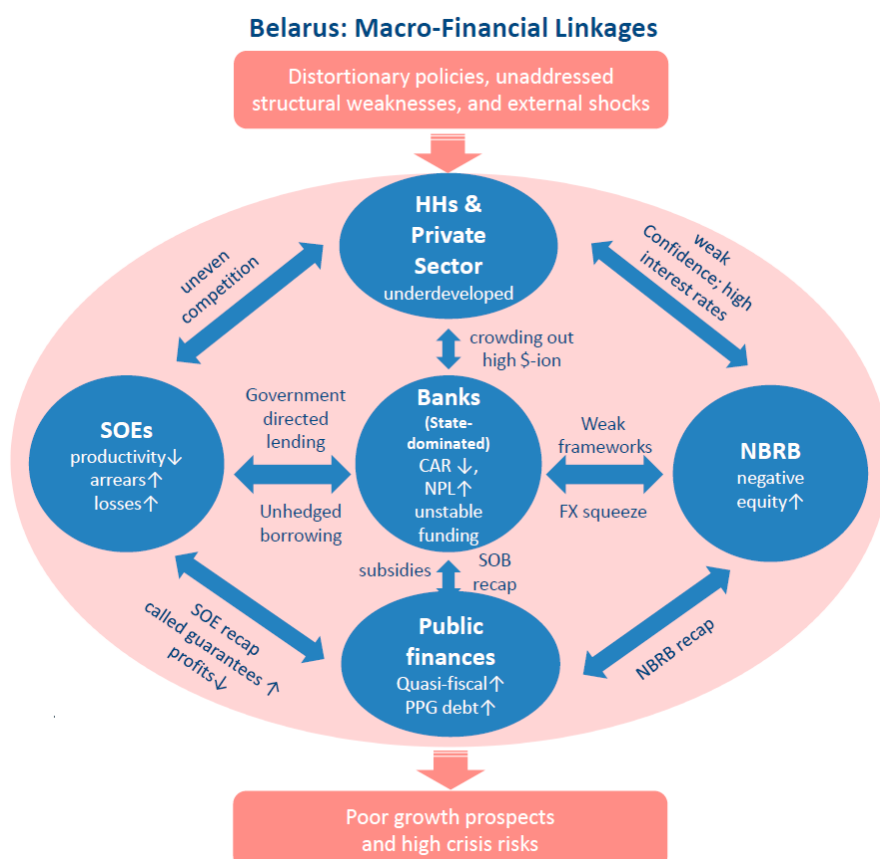 Belarus: Macro-Financial Linkages
Distortionary policies, unaddressed
structural weaknesses, and external shocks
HHs &
Private
Sector
underdeveloped
uneven
competition
weak
Confidence; high
interest rates
crowding out
high $-ion
Government
directed
lending
Unhedged
borrowing
SOEs
productivity↓
arrears↑
losses↑
Banks
(State-
dominated)
CAR ↓,
NPL↑
unstable
funding
Weak
frameworks
FX squeeze
NBRB
negative
equity↑
subsidies
SOB
recap
SOE recap
called guarantees ↑
profits↓
Public
finances
Quasi-fiscal↑
PPG debt↑
NBRB recap
Poor growth prospects
and high crisis risks